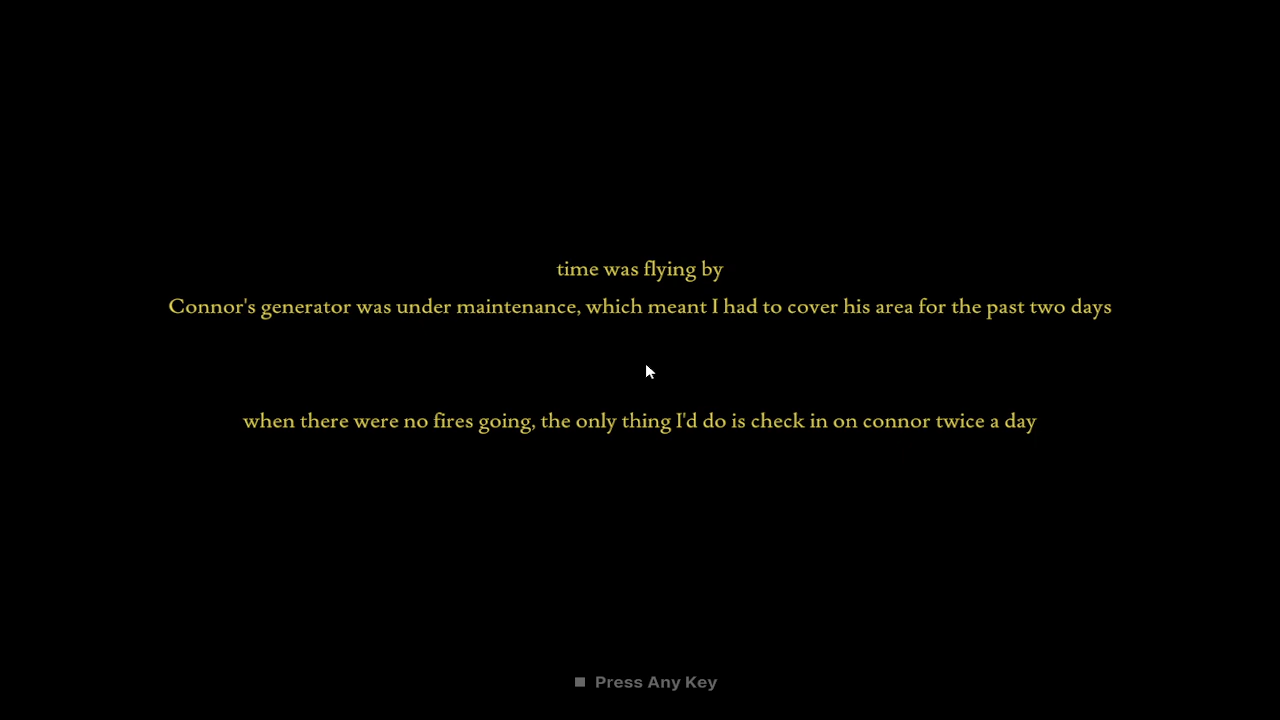 time was flying by
Connor's generator was under maintenance, which meant I had to cover his area for the past two days
when there were no fires going, the only thing I'd do is check in on connor twice a day
Press Any Key